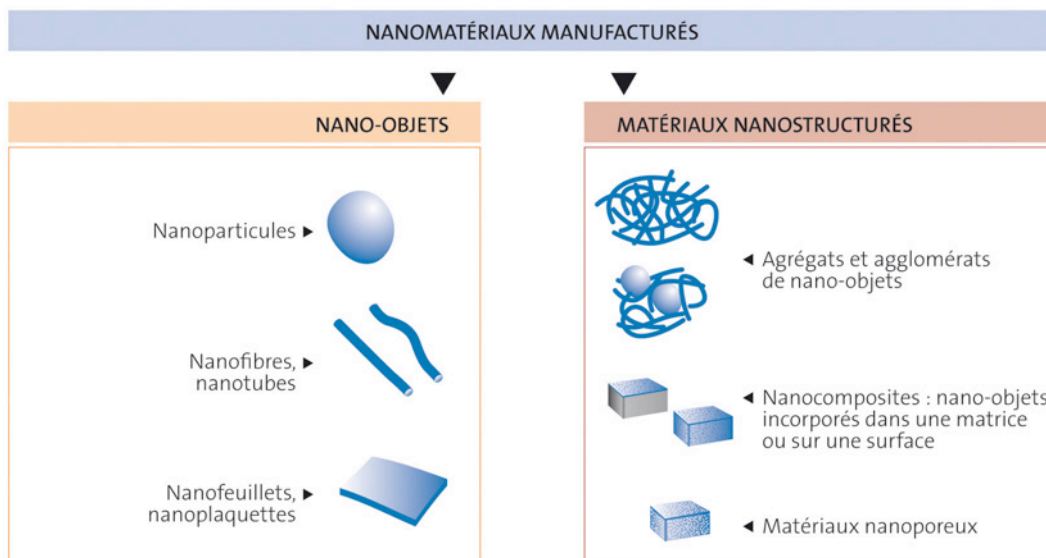 NANOMATÉRIAUX MANUFACTURÉS
NANO-OBJETS
Nanoparticules
Nanofibres,
nanotubes
Nanofeuillets,
nanoplaquettes
MATÉRIAUX NANOSTRUCTURÉS
Agrégats et agglomérats
de nano-objets
Nanocomposites : nano-objets
incorporés dans une matrice
ou sur une surface
Matériaux nanoporeux